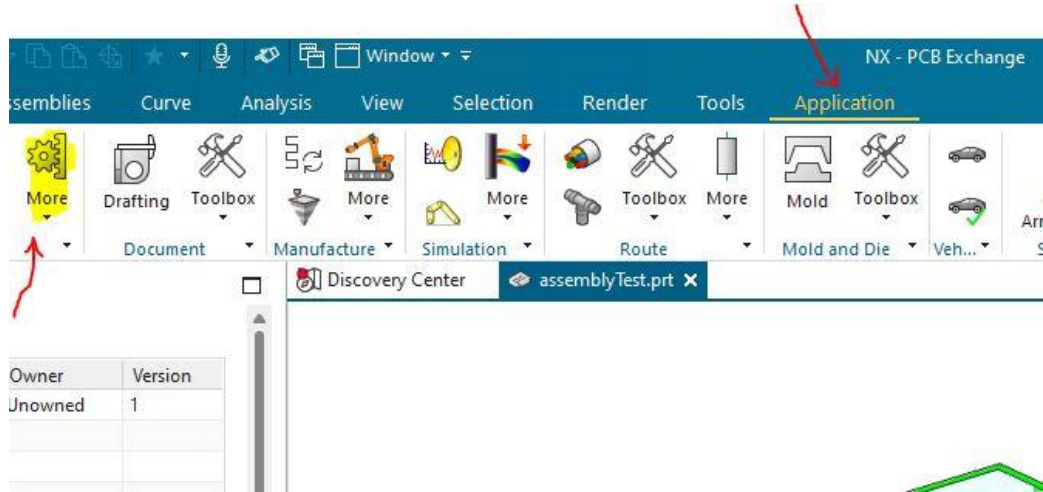 Window
NX - PCB Exchange
ssemblies Curve Analysis View Selection Render Tools Application
More Drafting Toolbox More More Toolbox More Mold Toolbox
Arr
Document Manufacture Simulation Route Mold and Die Veh... S
Discovery Center assemblyTest.prt
Owner Version
Unowned 1